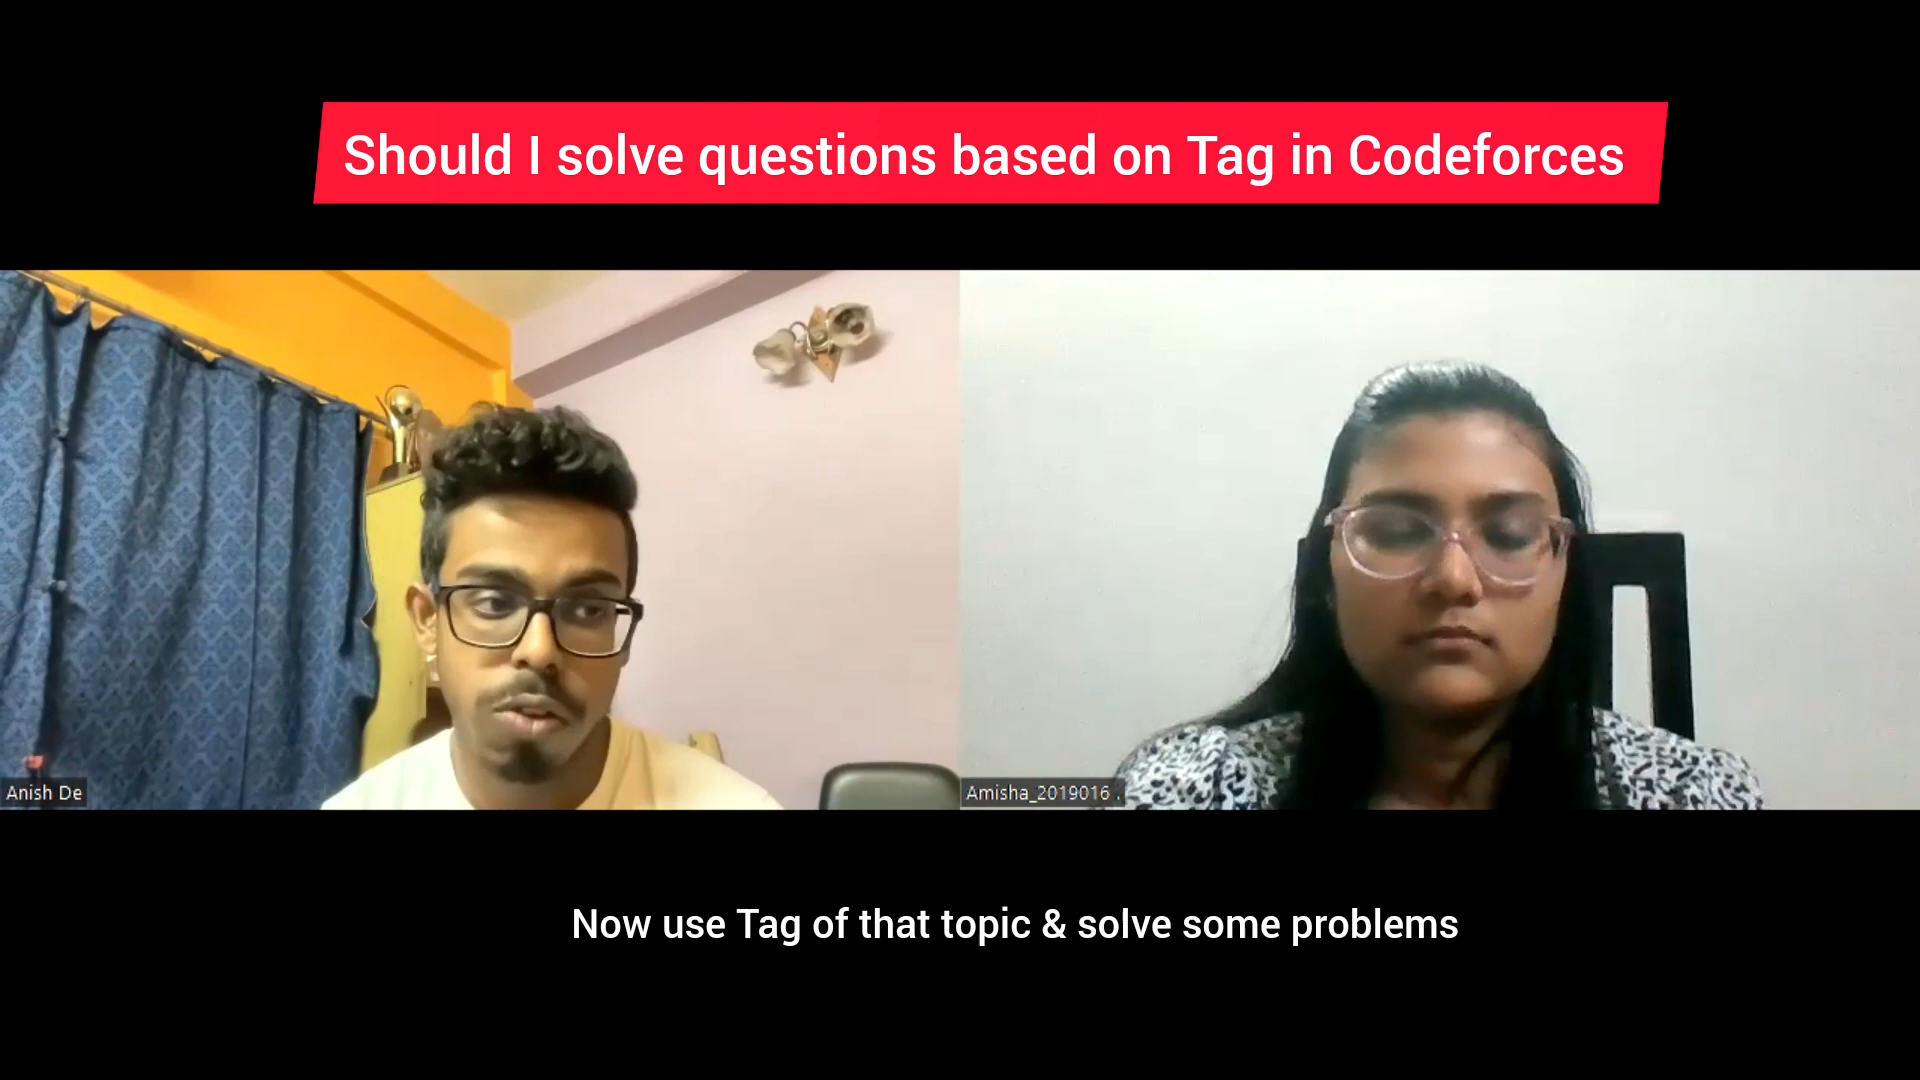 Should I solve questions based on Tag in Codeforces
Anish De
Amisha_2019016 .
Now use Tag of that topic & solve some problems